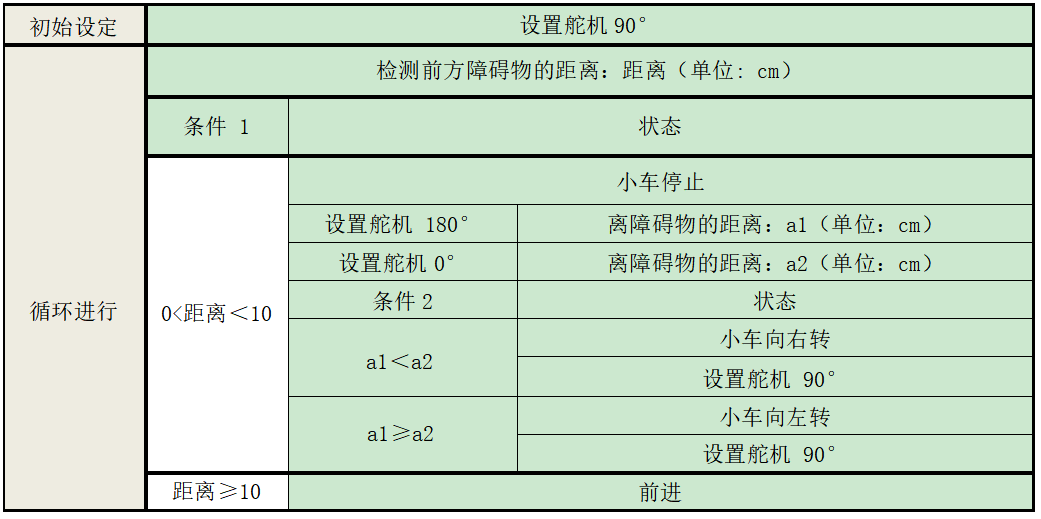 初始设定
设置舵机 90°
循环进行
检测前方障碍物的距离：距离（单位: cm）
条件 1
状态
0<距离＜10
小车停止
设置舵机 180°
离障碍物的距离：a1（单位：cm）
设置舵机 0°
离障碍物的距离：a2（单位：cm）
条件 2
状态
a1＜a2
小车向右转
设置舵机 90°
a1≥a2
小车向左转
设置舵机 90°
距离≥10
前进